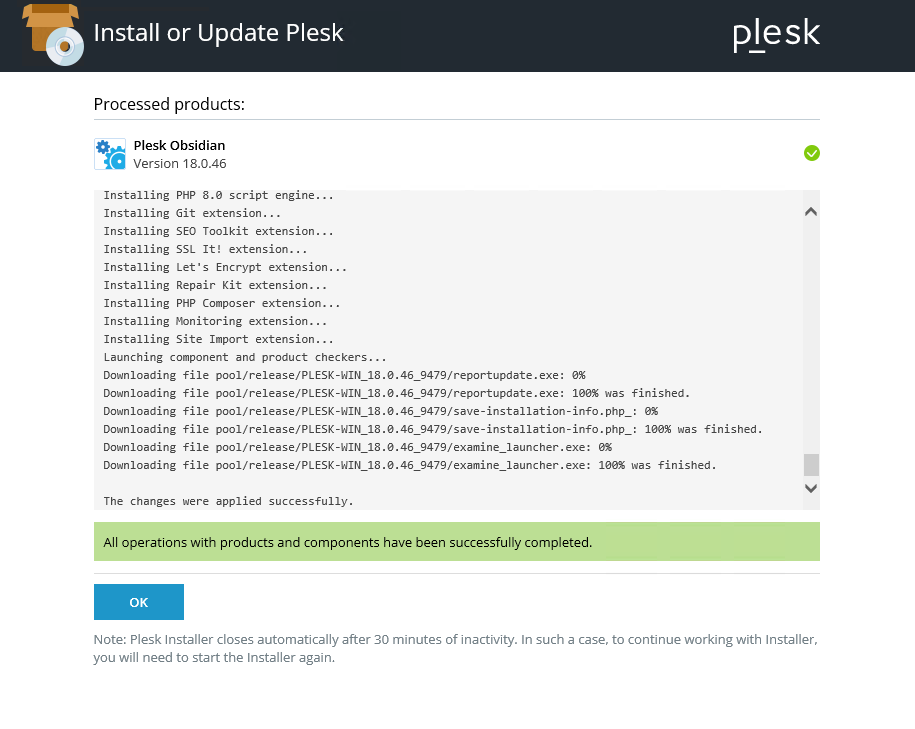 Install or Update Plesk
plesk
Processed products:
Plesk Obsidian
Version 18.0.46
Installing PHP 8.0 script engine...
Installing Git extension...
Installing SEO Toolkit extension...
Installing SSL It! extension...
Installing Let's Encrypt extension...
Installing Repair Kit extension...
Installing PHP Composer extension...
Installing Monitoring extension...
Installing Site Import extension...
Launching component and product checkers...
Downloading file pool/release/PLESK-WIN_18.0.46_9479/reportupdate.exe: 0%
Downloading file pool/release/PLESK-WIN_18.0.46_9479/reportupdate.exe: 100% was finished.
Downloading file pool/release/PLESK-WIN_18.0.46_9479/save-installation-info.php_: 0%
Downloading file pool/release/PLESK-WIN_18.0.46_9479/save-installation-info.php_: 100% was finished.
Downloading file pool/release/PLESK-WIN_18.0.46_9479/examine_launcher.exe: 0%
Downloading file pool/release/PLESK-WIN_18.0.46_9479/examine_launcher.exe: 100% was finished.
The changes were applied successfully.
All operations with products and components have been successfully completed.
OK
Note: Plesk Installer closes automatically after 30 minutes of inactivity. In such a case, to continue working with Installer,
you will need to start the Installer again.